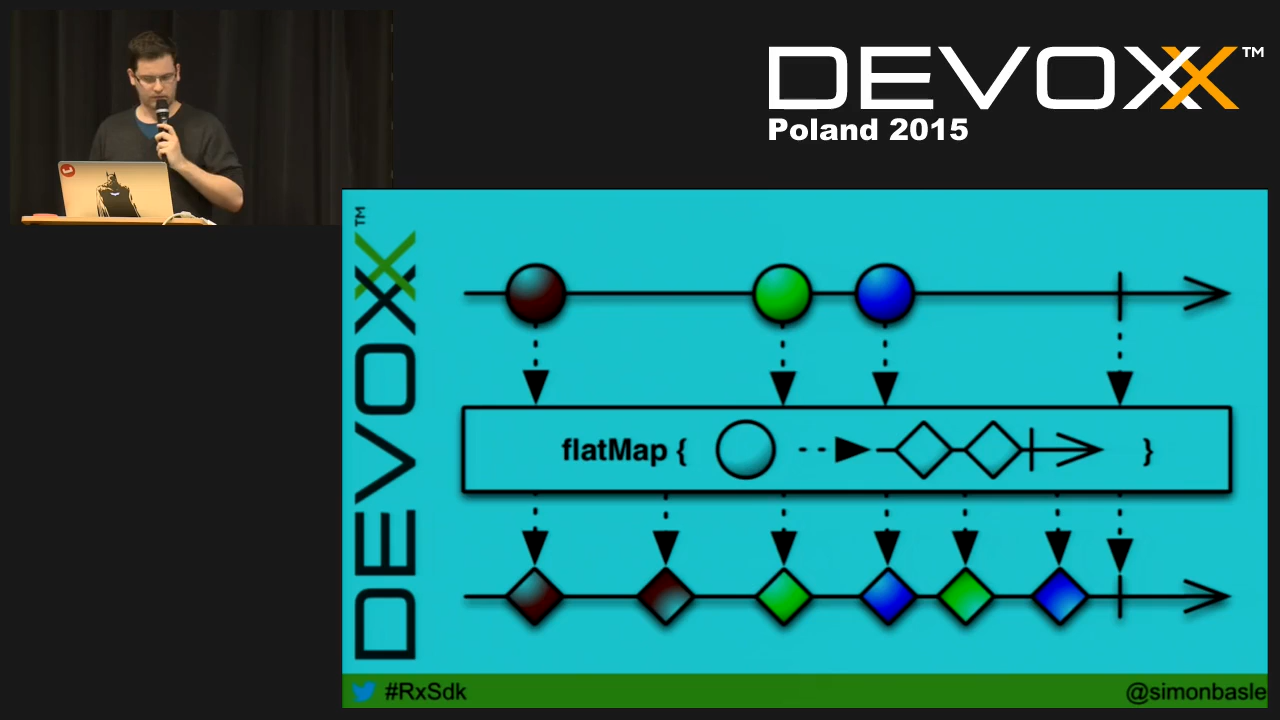 DEVOXX™
Poland 2015
DEVOXX™
flatMap { }
#RxSdk
@simonbasle